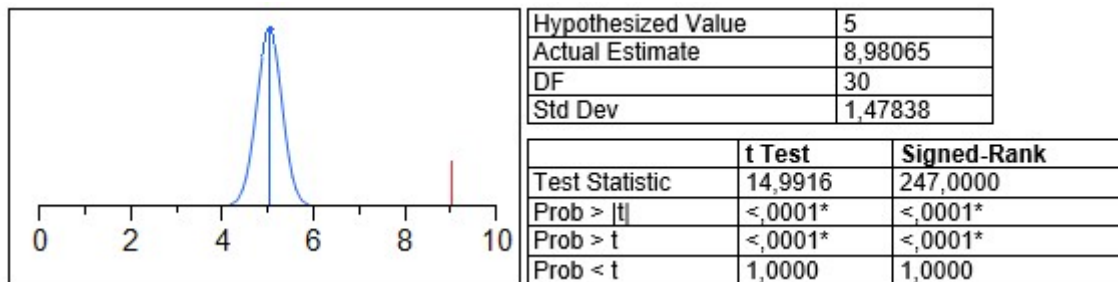 Hypothesized Value 5
Actual Estimate 8,98065
DF 30
Std Dev 1,47838
t Test Signed-Rank
Test Statistic 14,9916 247,0000
Prob > |t| <,0001* <,0001*
Prob > t <,0001* <,0001*
Prob < t 1,0000 1,0000
0 2 4 6 8 10